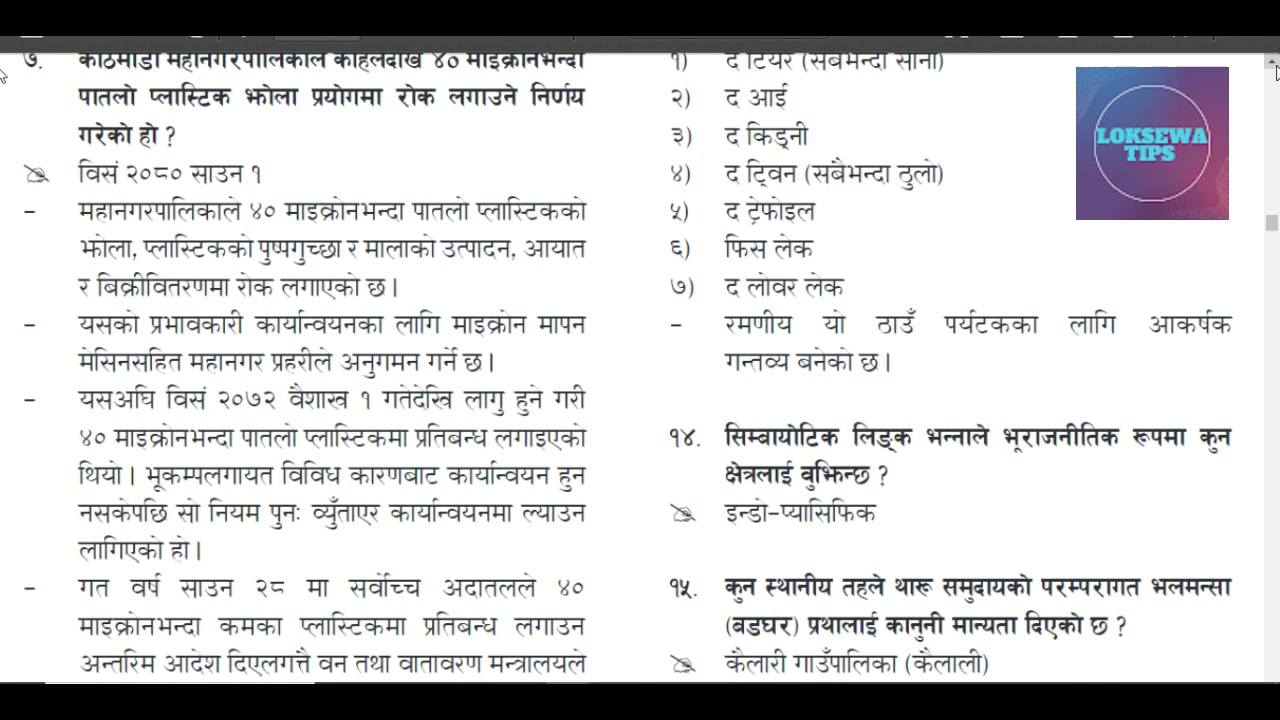 ७. काठमाडौं महानगरपालिकाले कहिलेदेखि ४० माइक्रोनभन्दा
पातलो प्लास्टिक झोला प्रयोगमा रोक लगाउने निर्णय
गरेको हो ?
विसं २०८० साउन १
- महानगरपालिकाले ४० माइक्रोनभन्दा पातलो प्लास्टिकको
झोला, प्लास्टिकको पुष्पगुच्छा र मालाको उत्पादन, आयात
र बिक्रीवितरणमा रोक लगाएको छ।
- यसको प्रभावकारी कार्यान्वयनका लागि माइक्रोन मापन
मेसिनसहित महानगर प्रहरीले अनुगमन गर्ने छ।
- यसअघि विसं २०७२ वैशाख १ गतेदेखि लागु हुने गरी
४० माइक्रोनभन्दा पातलो प्लास्टिकमा प्रतिबन्ध लगाइएको
थियो। भूकम्पलगायत विविध कारणबाट कार्यान्वयन हुन
नसकेपछि सो नियम पुनः व्युँताएर कार्यान्वयनमा ल्याउन
लागिएको हो।
- गत वर्ष साउन २८ मा सर्वोच्च अदातलले ४०
माइक्रोनभन्दा कमका प्लास्टिकमा प्रतिबन्ध लगाउन
अन्तरिम आदेश दिएलगत्तै वन तथा वातावरण मन्त्रालयले
१) द टियर (सबैभन्दा सानो)
२) द आई
३) द किड्नी
४) द ट्विन (सबैभन्दा ठुलो)
५) द ट्रेफोइल
६) फिस लेक
७) द लोवर लेक
- रमणीय यो ठाउँ पर्यटकका लागि आकर्षक
गन्तव्य बनेको छ।
१४. सिम्बायोटिक लिङ्क भन्नाले भूराजनीतिक रूपमा कुन
क्षेत्रलाई बुझिन्छ ?
इन्डो-प्यासिफिक
१५. कुन स्थानीय तहले थारू समुदायको परम्परागत भलमन्सा
(बडघर) प्रथालाई कानुनी मान्यता दिएको छ ?
कैलारी गाउँपालिका (कैलाली)
LOKSEWA
TIPS